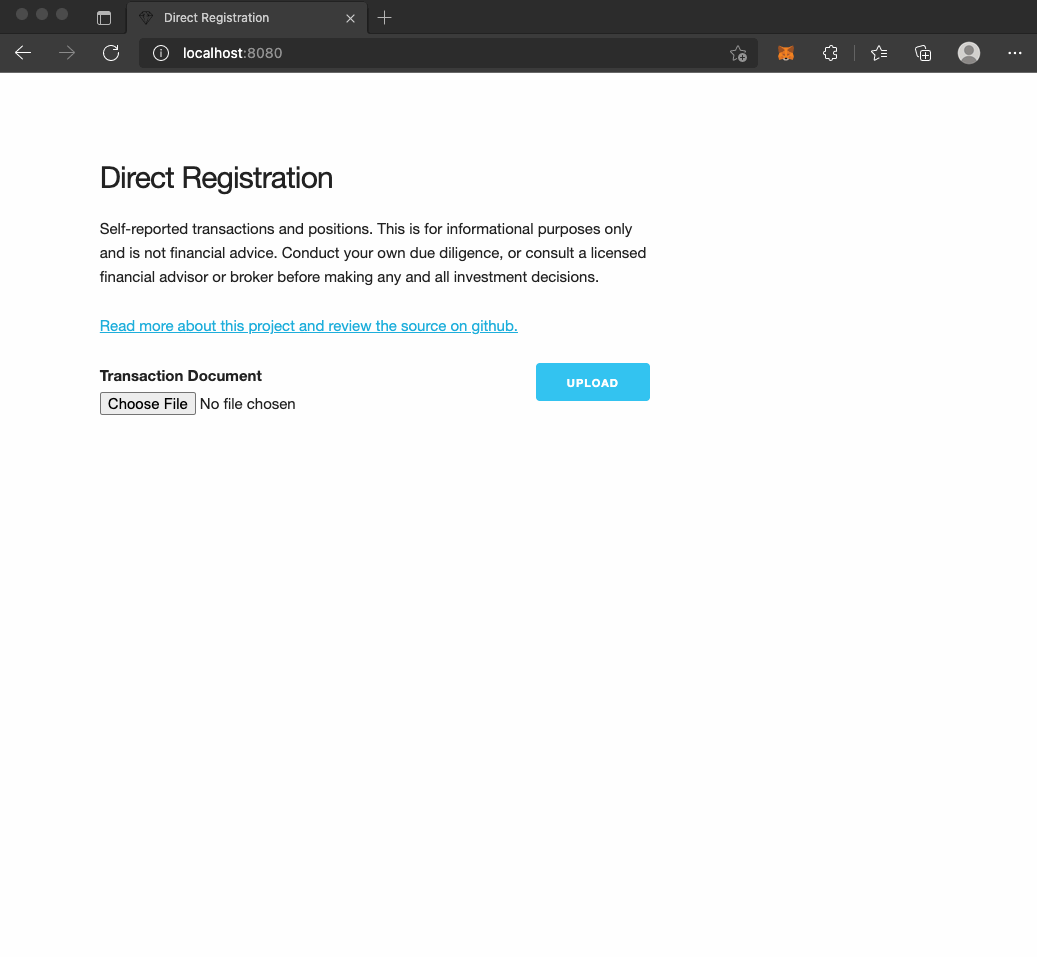 Direct Registration
localhost:8080
Direct Registration
Self-reported transactions and positions. This is for informational purposes only
and is not financial advice. Conduct your own due diligence, or consult a licensed
financial advisor or broker before making any and all investment decisions.
Read more about this project and review the source on github.
Transaction Document
UPLOAD
Choose File No file chosen